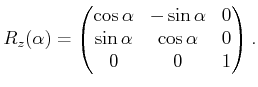 $R_z(\alpha) = \begin{pmatrix} \cos\alpha & -\sin\alpha & 0 \\ \sin\alpha & \cos\alpha & 0 \\ 0 & 0 & 1 \end{pmatrix}.$